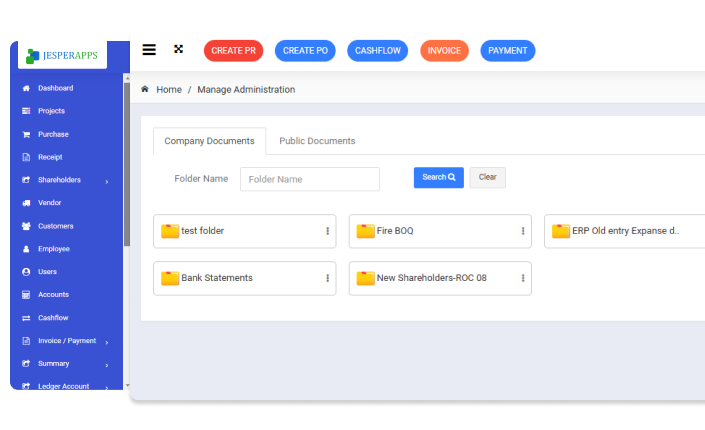 JESPERAPPS
CREATE PR CREATE PO CASHFLOW INVOICE PAYMENT
Dashboard
Home / Manage Administration
Projects
Purchase
Company Documents Public Documents
Receipt
Shareholders
Folder Name Folder Name Search Clear
Vendor
Customers
test folder Fire BOQ ERP Old entry Expanse d..
Employee
Users
Bank Statements New Shareholders-ROC 08
Accounts
Cashflow
Invoice / Payment
Summary
Ledger Account